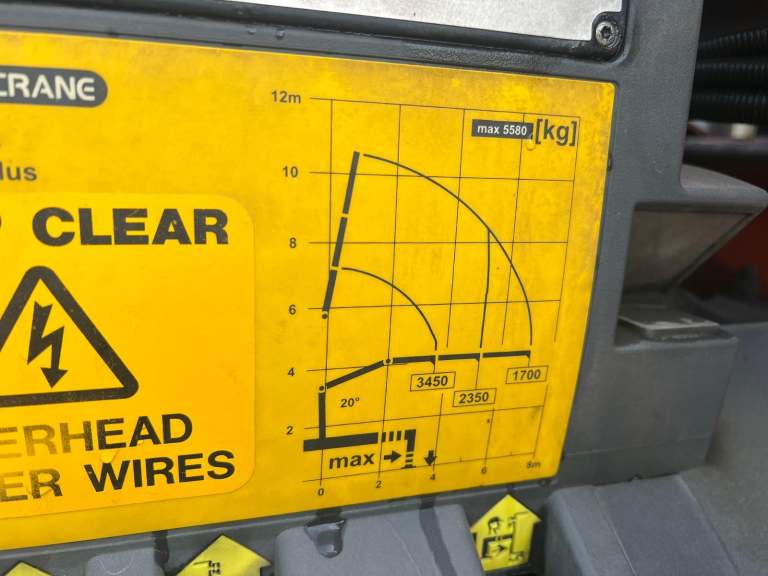 CRANE
lus
CLEAR
ERHEAD
ER WIRES
12m
max 5580 [kg]
10
8
6
4
3450
2350
1700
20°
2
max
0
2
4
6
8m